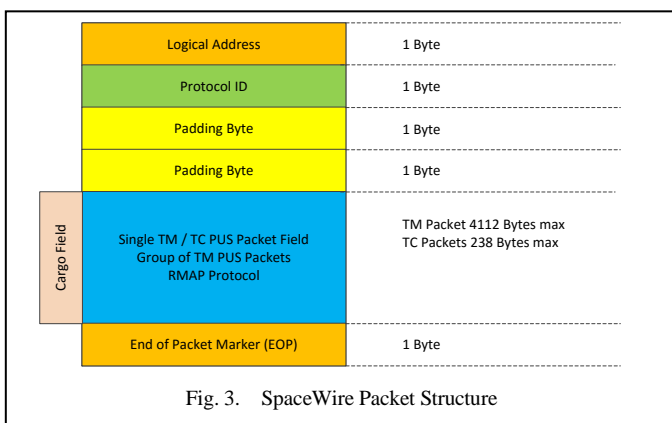 Logical Address
1 Byte
Protocol ID
1 Byte
Padding Byte
1 Byte
Padding Byte
1 Byte
Cargo Field
Single TM / TC PUS Packet Field
Group of TM PUS Packets
RMAP Protocol
TM Packet 4112 Bytes max
TC Packets 238 Bytes max
End of Packet Marker (EOP)
1 Byte
Fig. 3. SpaceWire Packet Structure